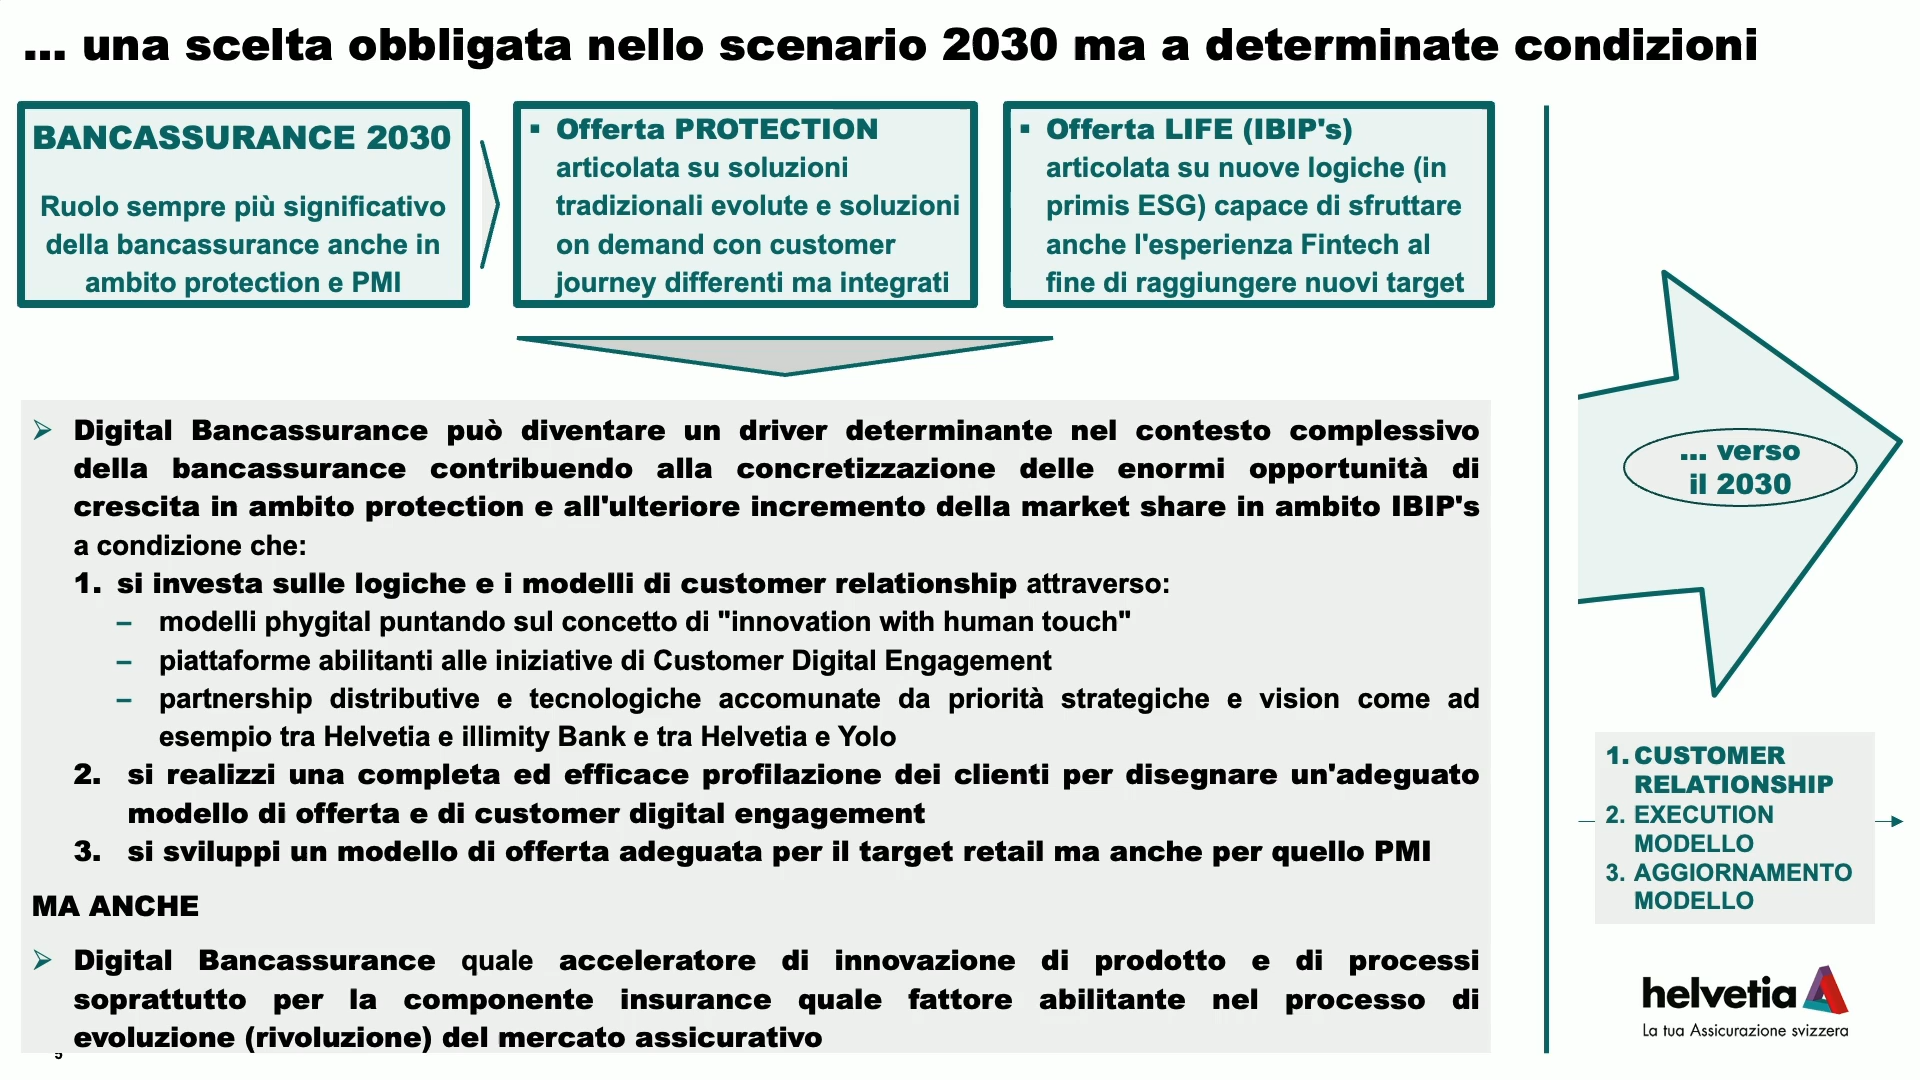 ... una scelta obbligata nello scenario 2030 ma a determinate condizioni
BANCASSURANCE 2030
Ruolo sempre più significativo
della bancassurance anche in
ambito protection e PMI
▪ Offerta PROTECTION
articolata su soluzioni
tradizionali evolute e soluzioni
on demand con customer
journey differenti ma integrati
▪ Offerta LIFE (IBIP's)
articolata su nuove logiche (in
primis ESG) capace di sfruttare
anche l'esperienza Fintech al
fine di raggiungere nuovi target
➢ Digital Bancassurance può diventare un driver determinante nel contesto complessivo
della bancassurance contribuendo alla concretizzazione delle enormi opportunità di
crescita in ambito protection e all'ulteriore incremento della market share in ambito IBIP's
a condizione che:
1. si investa sulle logiche e i modelli di customer relationship attraverso:
– modelli phygital puntando sul concetto di "innovation with human touch"
– piattaforme abilitanti alle iniziative di Customer Digital Engagement
– partnership distributive e tecnologiche accomunate da priorità strategiche e vision come ad
esempio tra Helvetia e illimity Bank e tra Helvetia e Yolo
2. si realizzi una completa ed efficace profilazione dei clienti per disegnare un'adeguato
modello di offerta e di customer digital engagement
3. si sviluppi un modello di offerta adeguata per il target retail ma anche per quello PMI
MA ANCHE
➢ Digital Bancassurance quale acceleratore di innovazione di prodotto e di processi
soprattutto per la componente insurance quale fattore abilitante nel processo di
evoluzione (rivoluzione) del mercato assicurativo
5
... verso
il 2030
1. CUSTOMER
RELATIONSHIP
2. EXECUTION
MODELLO
3. AGGIORNAMENTO
MODELLO
helvetia
La tua Assicurazione svizzera